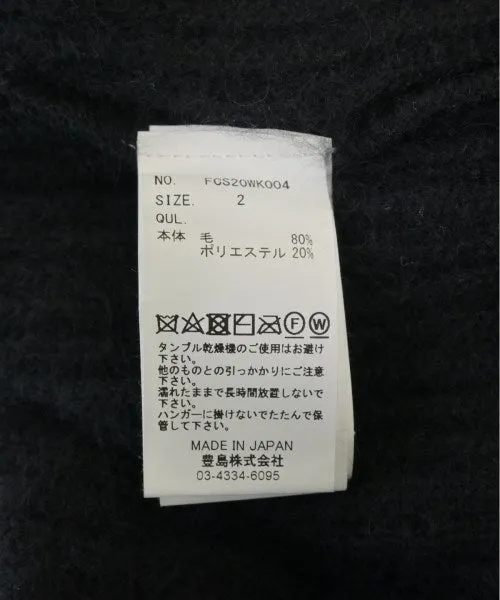 NO. FCS20WK004
SIZE. 2
QUL.
本体 毛 80%
ポリエステル 20%
F W
タンブル乾燥機のご使用はお避け
下さい。
他のものとの引っかかりにご注意
下さい。
濡れたままで長時間放置しないで
下さい。
ハンガーに掛けないでたたんで保
管して下さい。
MADE IN JAPAN
豊島株式会社
03-4334-6095